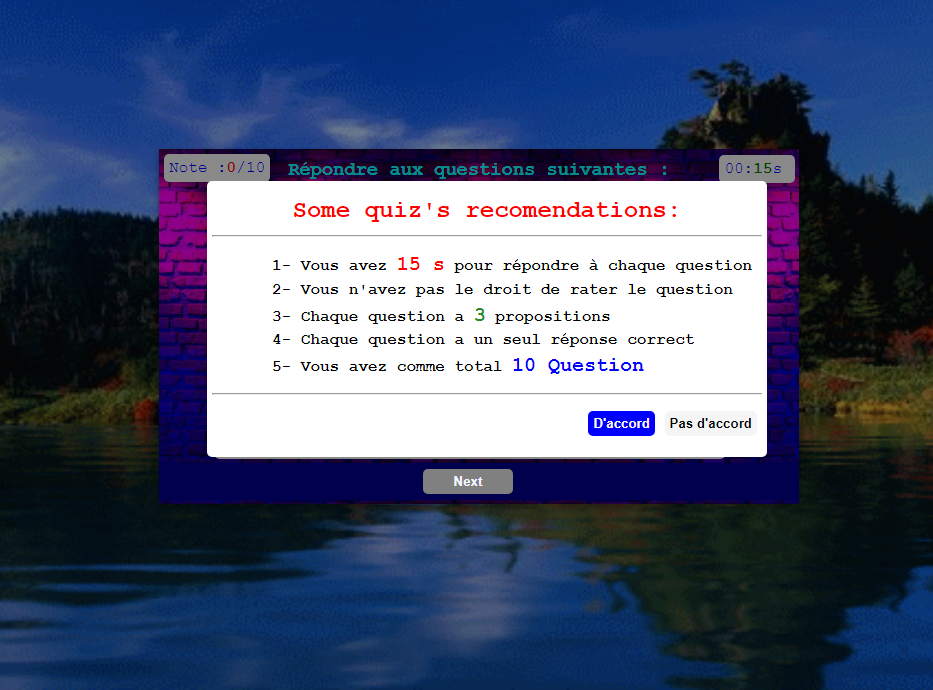 Note :0/10 Répondre aux questions suivantes : 00:15s
Some quiz's recomendations:
1- Vous avez 15 s pour répondre à chaque question
2- Vous n'avez pas le droit de rater le question
3- Chaque question a 3 propositions
4- Chaque question a un seul réponse correct
5- Vous avez comme total 10 Question
D'accord Pas d'accord
Next